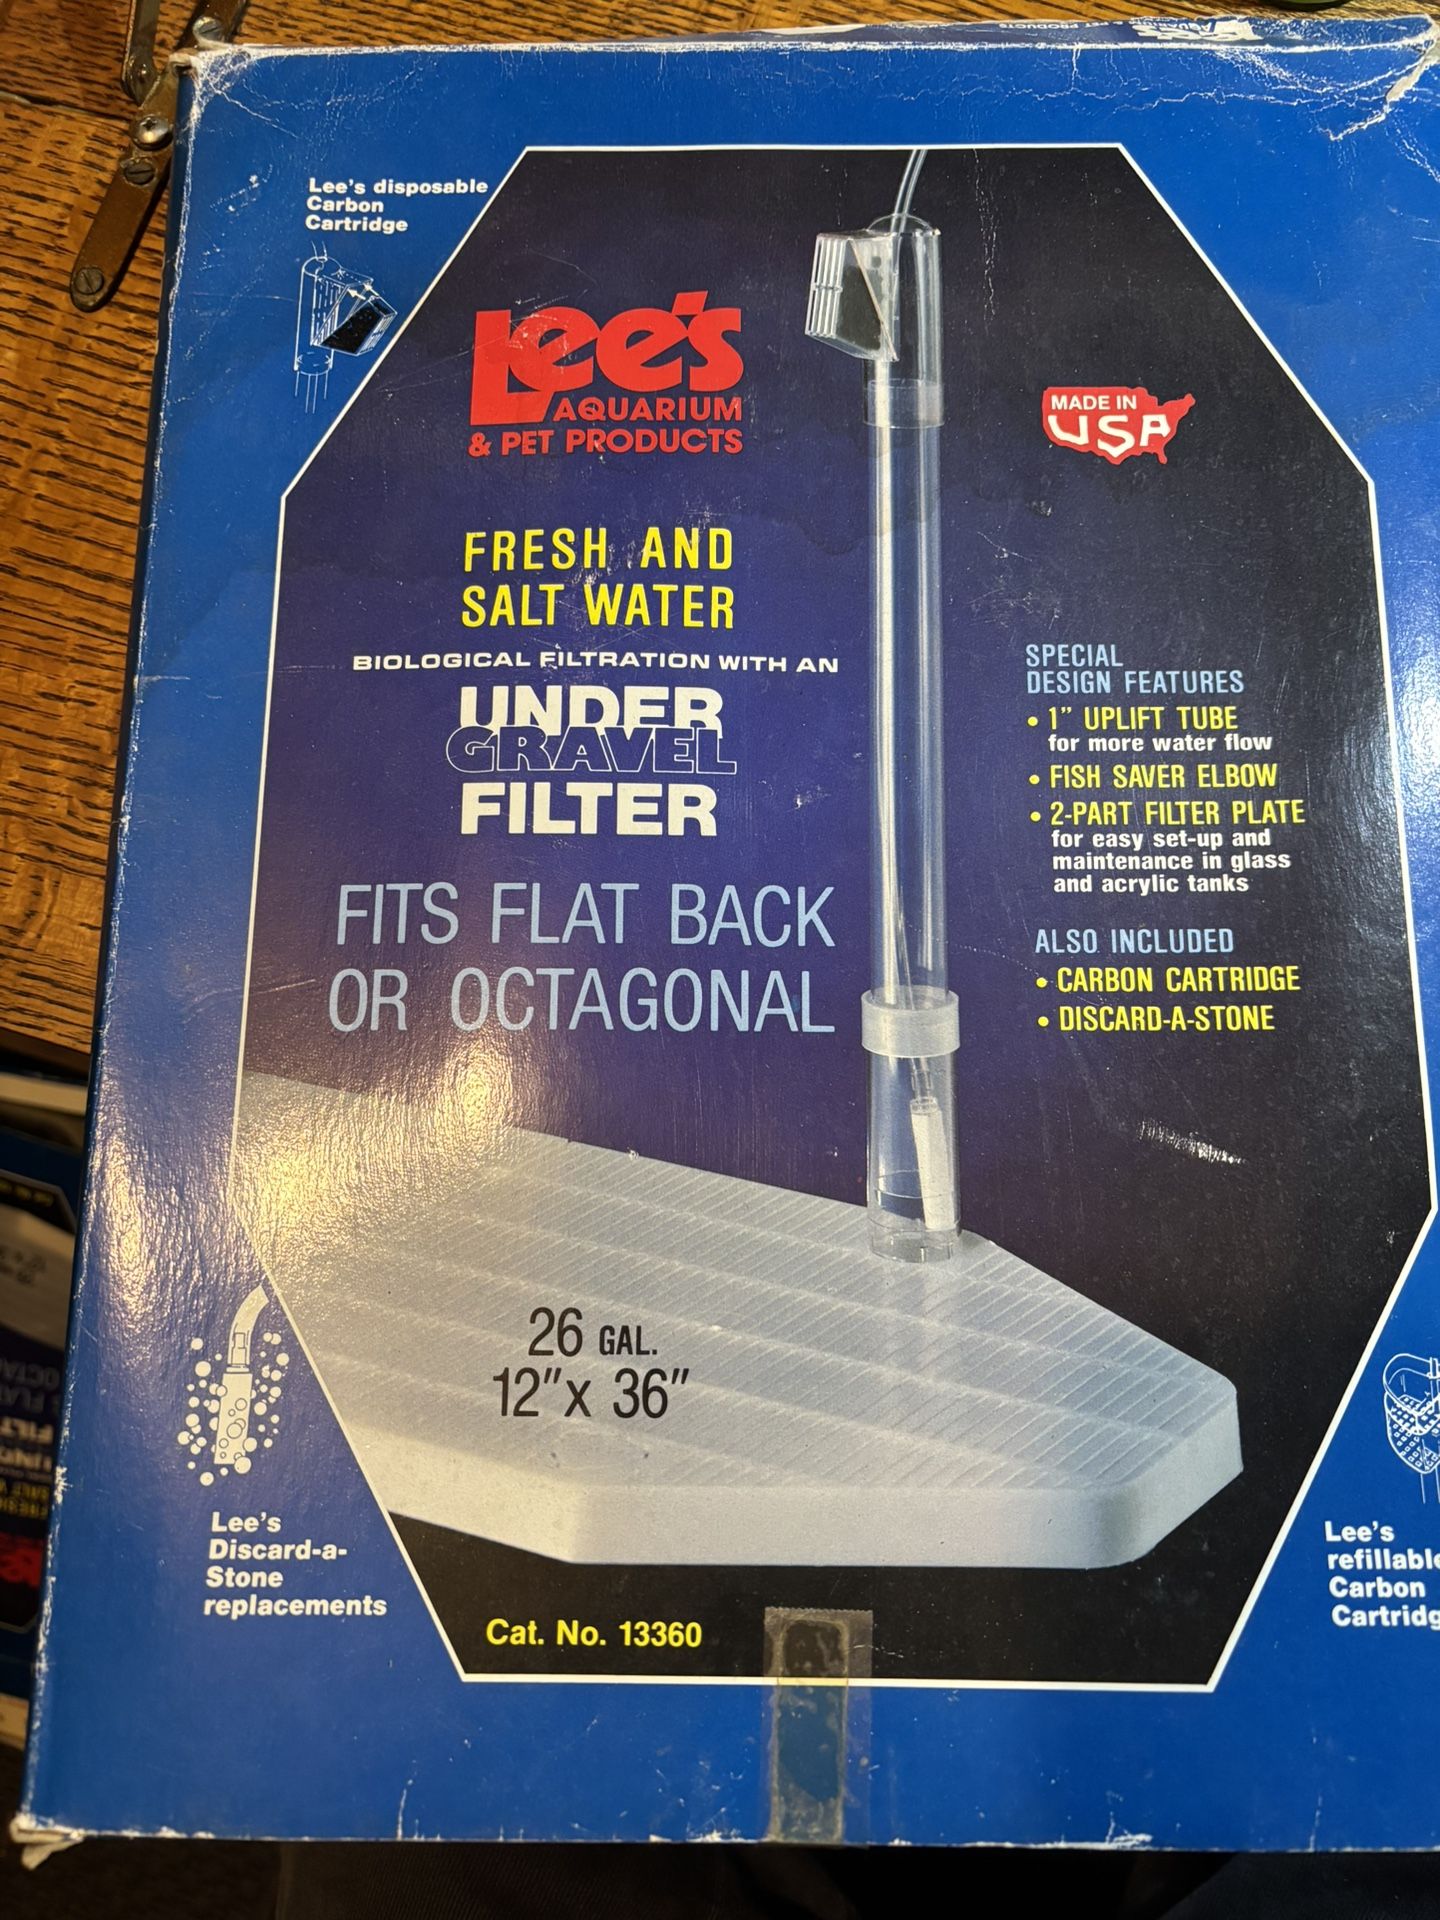 Lee's disposable
Carbon
Cartridge
Lee's
AQUARIUM
& PET PRODUCTS
MADE IN
USA
FRESH AND
SALT WATER
BIOLOGICAL FILTRATION WITH AN
UNDER
GRAVEL
FILTER
FITS FLAT BACK
OR OCTAGONAL
SPECIAL
DESIGN FEATURES
• 1" UPLIFT TUBE
for more water flow
• FISH SAVER ELBOW
• 2-PART FILTER PLATE
for easy set-up and
maintenance in glass
and acrylic tanks
ALSO INCLUDED
• CARBON CARTRIDGE
• DISCARD-A-STONE
26 GAL.
12" x 36"
Lee's
Discard-a-
Stone
replacements
Lee's
refillable
Carbon
Cartridg
Cat. No. 13360